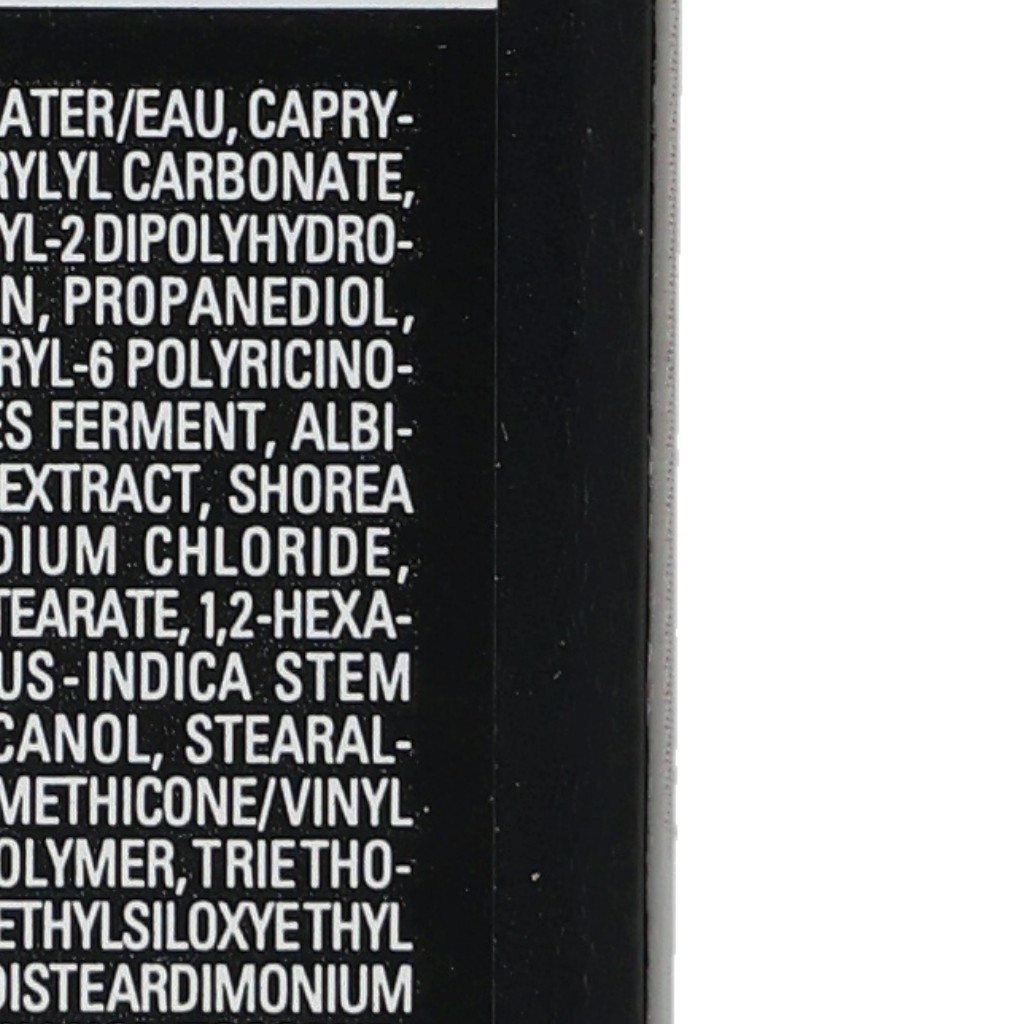 ATER/EAU, CAPRY-
RYLYL CARBONATE,
YL-2 DIPOLYHYDRO-
N, PROPANEDIOL,
RYL-6 POLYRICINO-
ES FERMENT, ALBI-
EXTRACT, SHOREA
DIUM CHLORIDE,
TEARATE, 1,2-HEXA-
US-INDICA STEM
CANOL, STEARAL-
METHICONE/VINYL
OLYMER, TRIETHO-
ETHYLSILOXYETHYL
DISTEARDIMONIUM